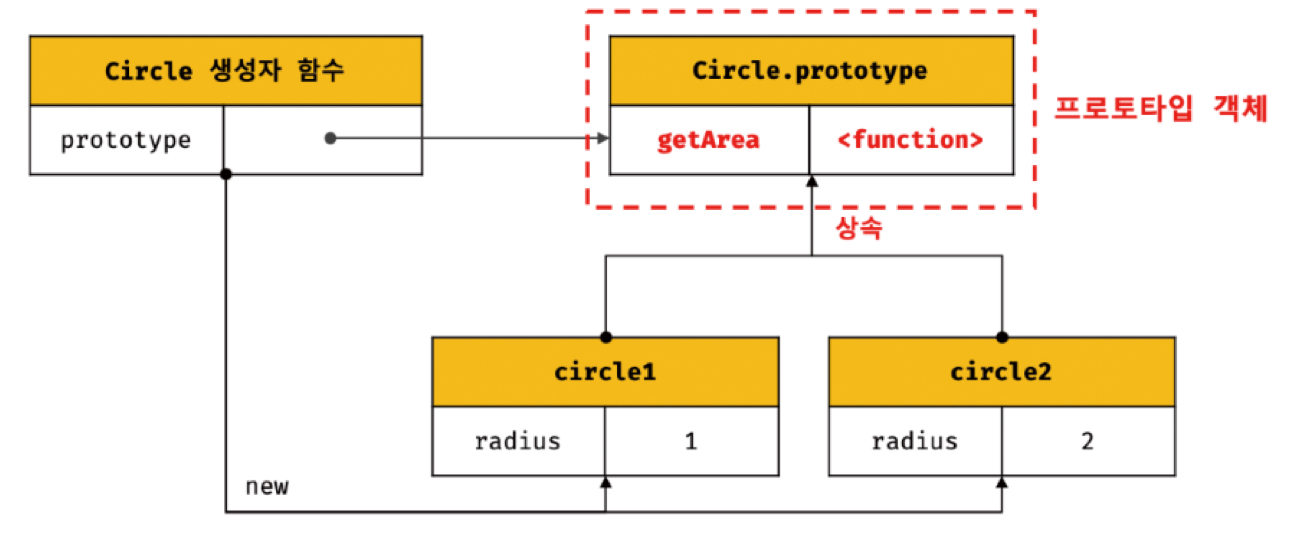 Circle 생성자 함수
prototype
Circle.prototype
getArea
<function>
프로토타입 객체
상속
circle1
radius
1
circle2
radius
2
new